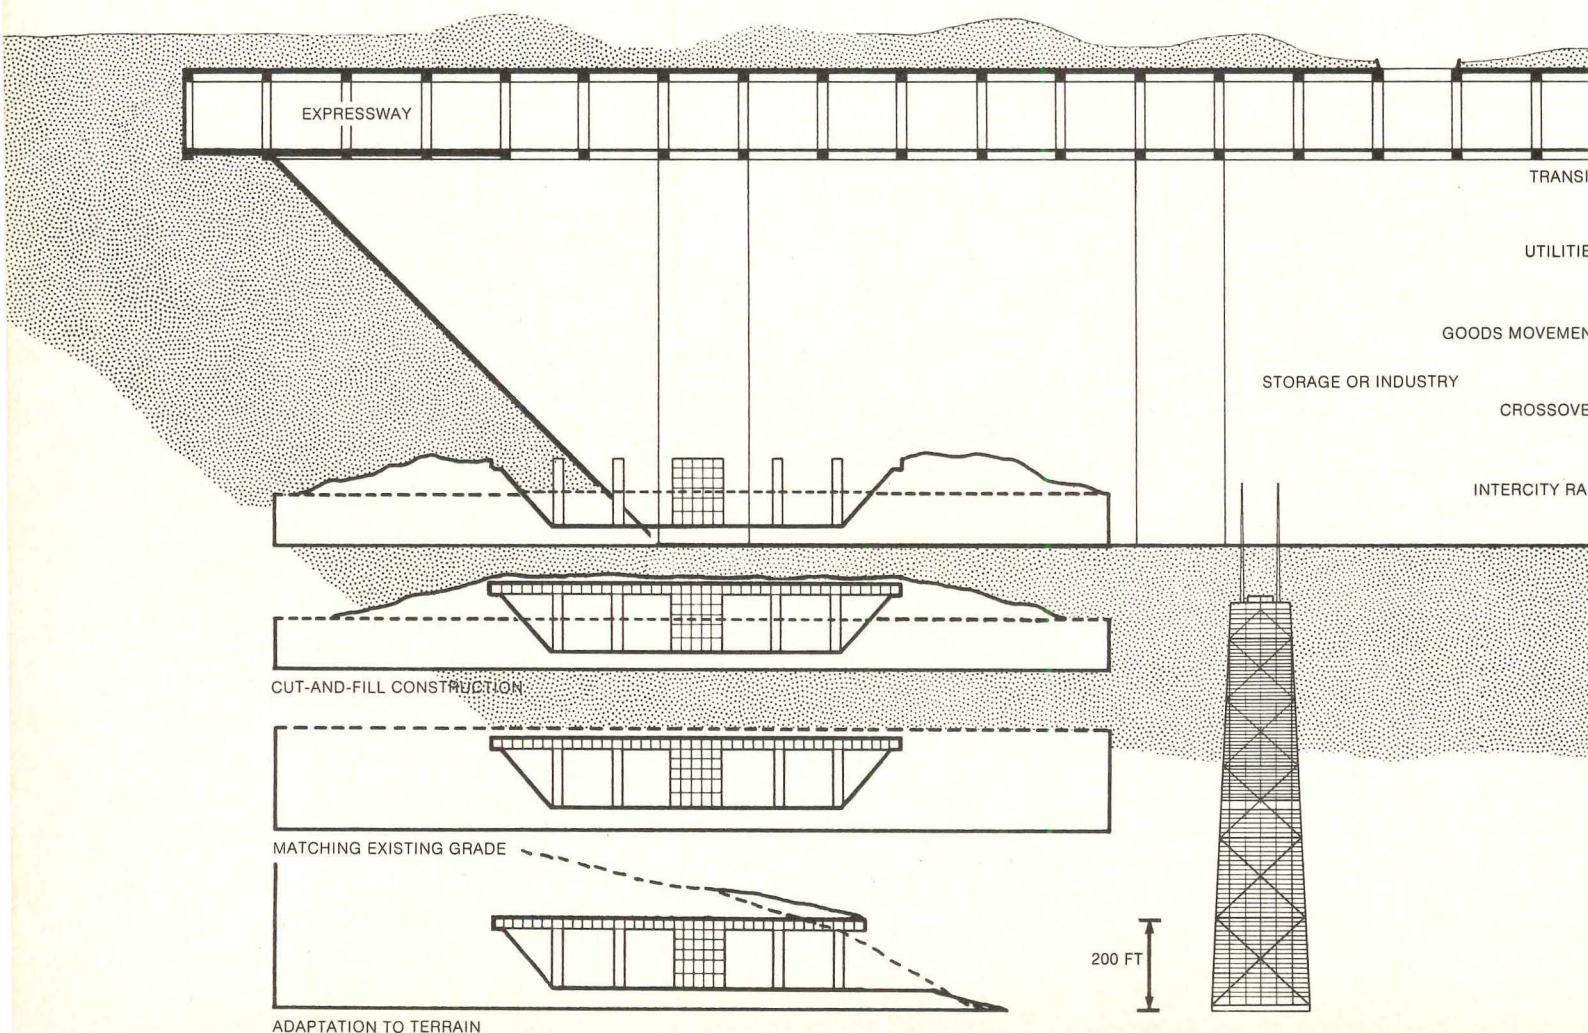 EXPRESSWAY
TRANSI
UTILITIE
GOODS MOVEMEN
STORAGE OR INDUSTRY
CROSSOVE
INTERCITY RA
CUT-AND-FILL CONSTRUCTION
MATCHING EXISTING GRADE
200 FT
ADAPTATION TO TERRAIN